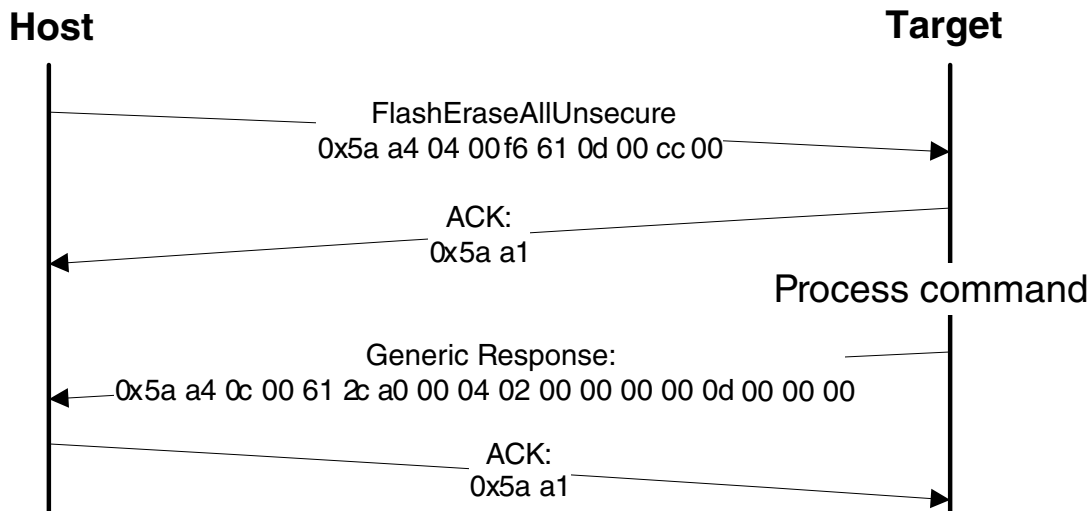 Host
Target
FlashEraseAllUnsecure
0x5a a4 04 00 f6 61 0d 00 cc 00
ACK:
0x5a a1
Process command
Generic Response:
0x5a a4 0c 00 61 2c a0 00 04 02 00 00 00 00 0d 00 00 00
ACK:
0x5a a1